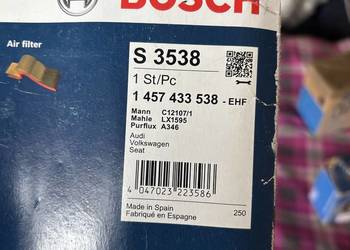 BOSCH
Air filter
S 3538
1 St/Pc
1 457 433 538 - EHF
Mann C12107/1
Mahle LX1595
Purflux A346
Audi
Volkswagen
Seat
4 047023 223586
Made in Spain
Fabriqué en Espagne 250